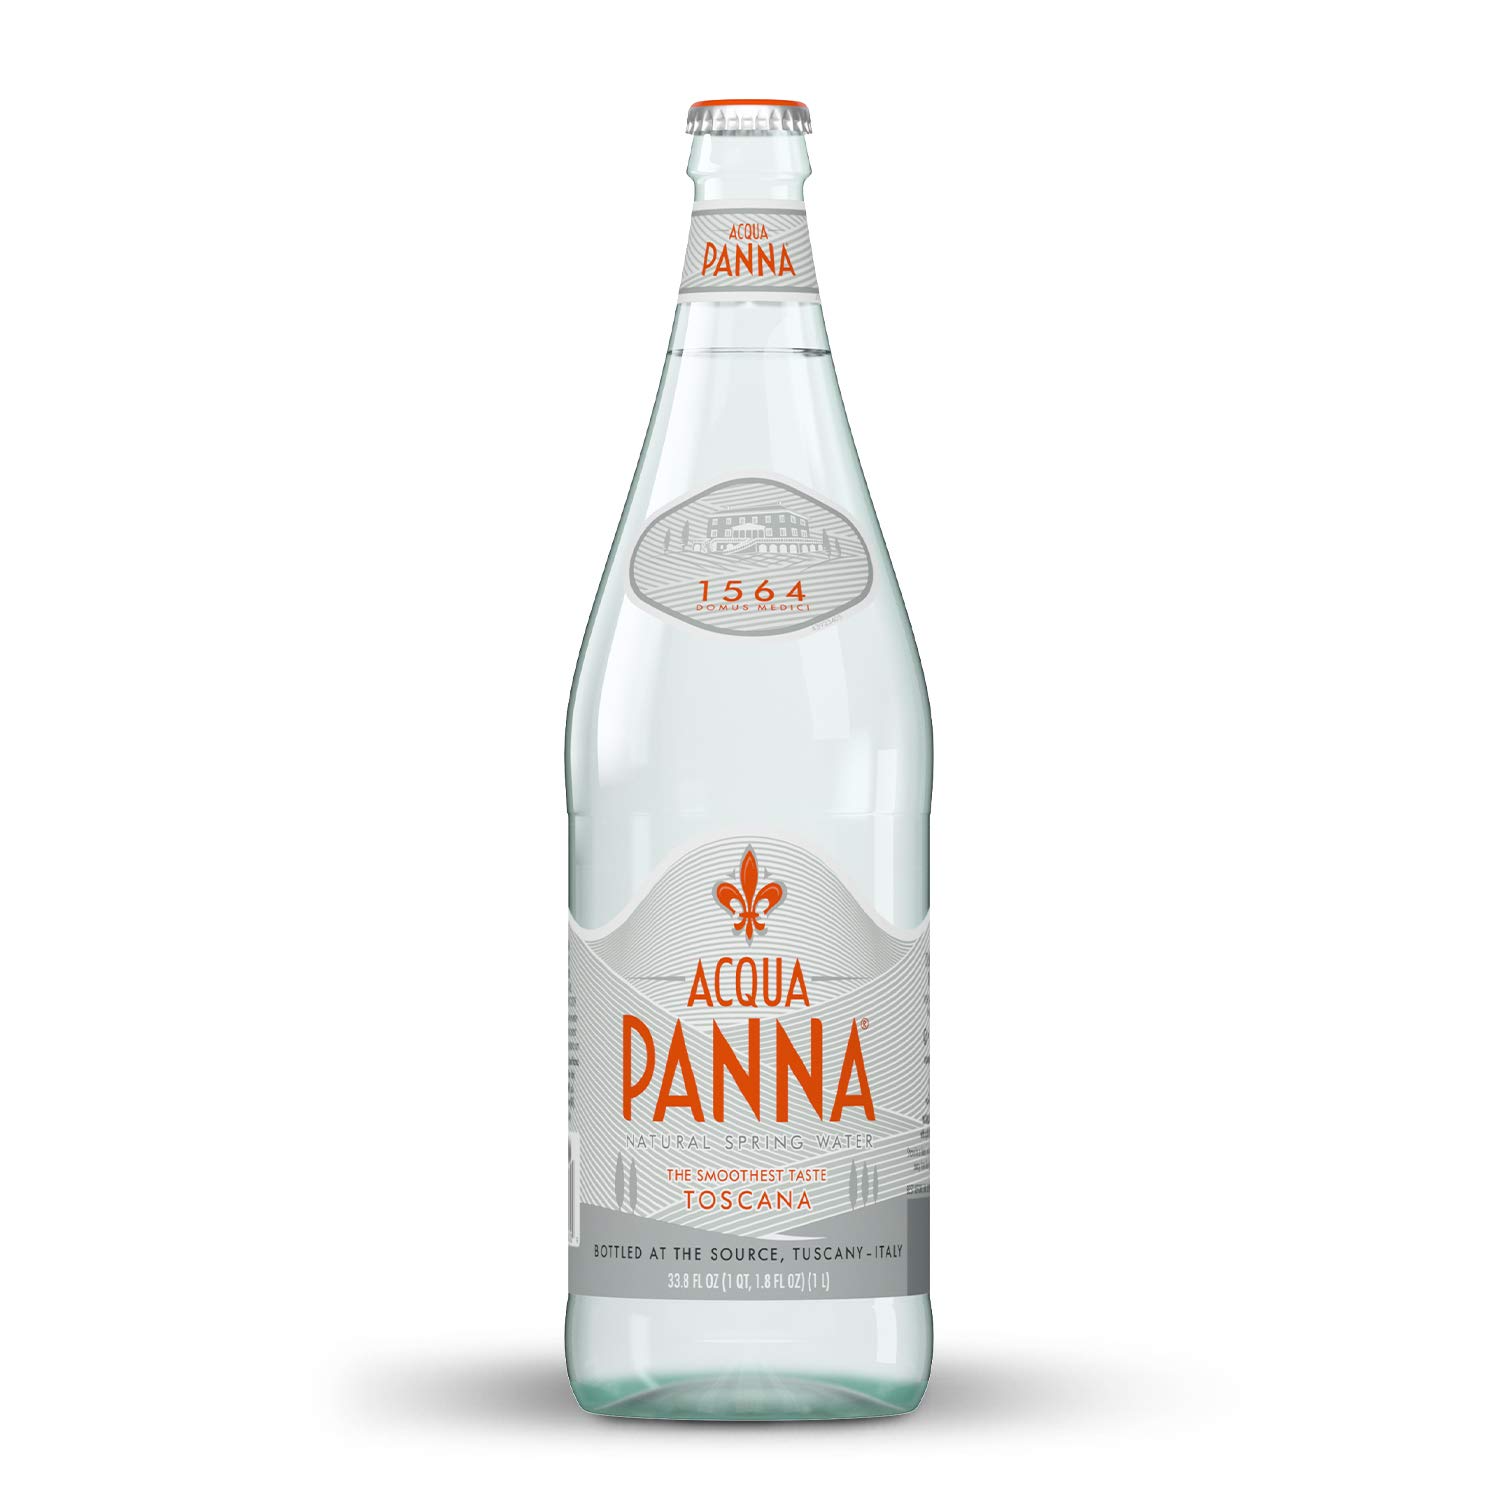 ACQUA
PANNA
1564
DOMUS MEDICI
ACQUA
PANNA®
NATURAL SPRING WATER
THE SMOOTHEST TASTE
TOSCANA
BOTTLED AT THE SOURCE, TUSCANY-ITALY
33.8 FL OZ (1 QT, 1.8 FL OZ) (1 L)